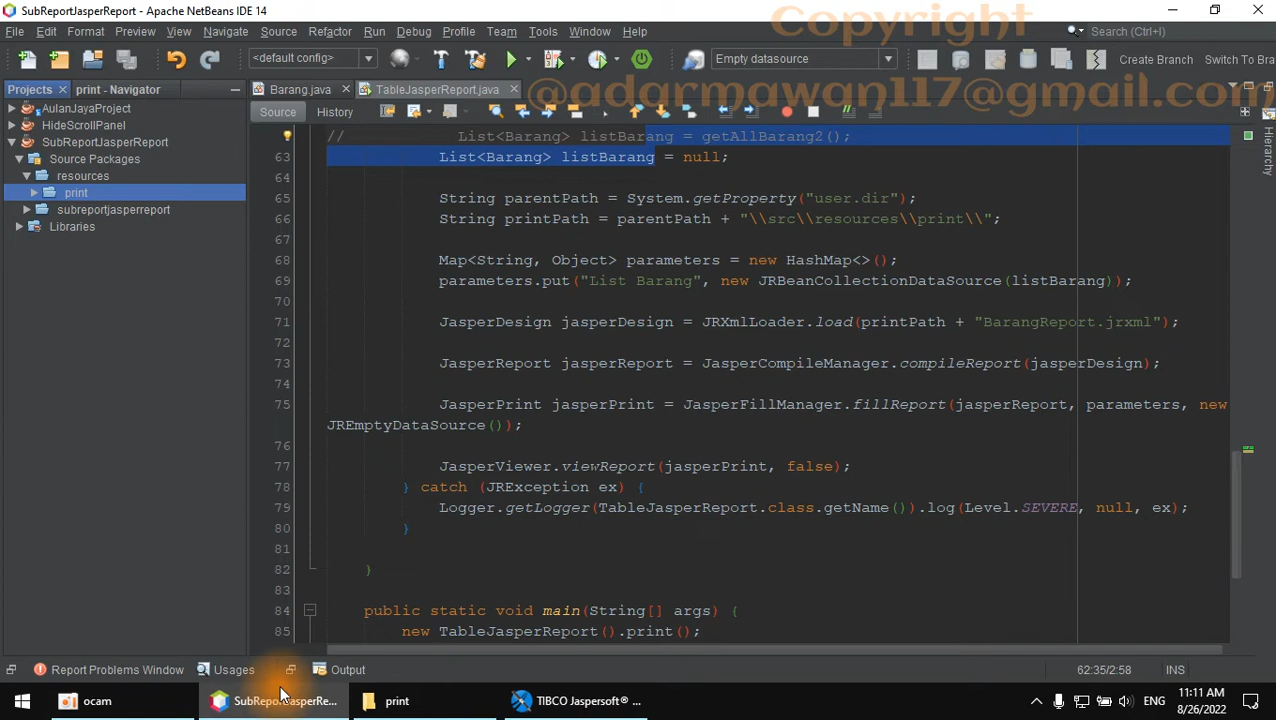 SubReportJasperReport - Apache NetBeans IDE 14
Copyright
File Edit Format Preview View Navigate Source Refactor Run Debug Profile Team Tools Window Help
Search (Ctrl+I)
<default config>
Empty datasource
Create Branch
Switch To Bra
Projects
print - Navigator
Barang.java
TableJasperReport.java
@adarmawan117@gmail.com
Source
History
AulanJayaProject
HideScrollPanel
SubReportJasperReport
Source Packages
resources
print
subreportjasperreport
Libraries
// List<Barang> listBarang = getAllBarang2();
63 List<Barang> listBarang = null;
64
65 String parentPath = System.getProperty("user.dir");
66 String printPath = parentPath + "\\src\\resources\\print\\";
67
68 Map<String, Object> parameters = new HashMap<>();
69 parameters.put("List Barang", new JRBeanCollectionDataSource(listBarang));
70
71 JasperDesign jasperDesign = JRXmlLoader.load(printPath + "BarangReport.jrxml");
72
73 JasperReport jasperReport = JasperCompileManager.compileReport(jasperDesign);
74
75 JasperPrint jasperPrint = JasperFillManager.fillReport(jasperReport, parameters, new
JREmptyDataSource());
76
77 JasperViewer.viewReport(jasperPrint, false);
78 } catch (JRException ex) {
79 Logger.getLogger(TableJasperReport.class.getName()).log(Level.SEVERE, null, ex);
80 }
81
82 }
83
84 public static void main(String[] args) {
85 new TableJasperReport().print();
Hierarchy
Report Problems Window
Usages
Output
62:35/2:58
INS
ocam
SubReportJasperRe...
print
TIBCO Jaspersoft® ...
ENG
11:11 AM
8/26/2022